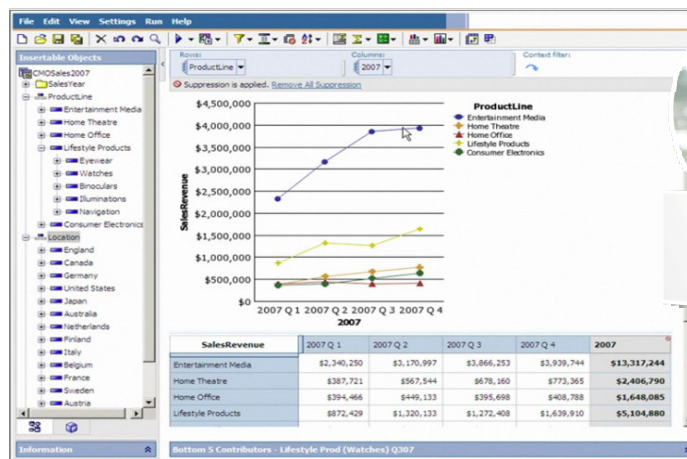 File Edit View Settings Run Help
Insertable Objects
Rows:
Columns:
Context filter:
CMOSales2007
ProductLine
2007
SalesYear
Suppression is applied. Remove All Suppression
ProductLine
Entertainment Media
Home Theatre
Home Office
Lifestyle Products
Eyewear
Watches
Binoculars
Illuminations
Navigation
Consumer Electronics
Location
England
Canada
Germany
United States
Japan
Australia
Netherlands
Finland
Italy
Belgium
France
Sweden
Austria
Information
SalesRevenue
$4,500,000
$4,000,000
$3,500,000
$3,000,000
$2,500,000
$2,000,000
$1,500,000
$1,000,000
$500,000
$0
2007 Q 1 2007 Q 2 2007 Q 3 2007 Q 4
2007
ProductLine
Entertainment Media
Home Theatre
Home Office
Lifestyle Products
Consumer Electronics
SalesRevenue 2007 Q 1 2007 Q 2 2007 Q 3 2007 Q 4 2007
Entertainment Media $2,340,250 $3,170,997 $3,866,253 $3,939,744 $13,317,244
Home Theatre $387,721 $567,544 $678,160 $773,365 $2,406,790
Home Office $394,466 $449,133 $395,698 $408,788 $1,648,085
Lifestyle Products $872,429 $1,320,133 $1,272,408 $1,639,910 $5,104,880
Bottom 5 Contributors - Lifestyle Prod (Watches) Q307